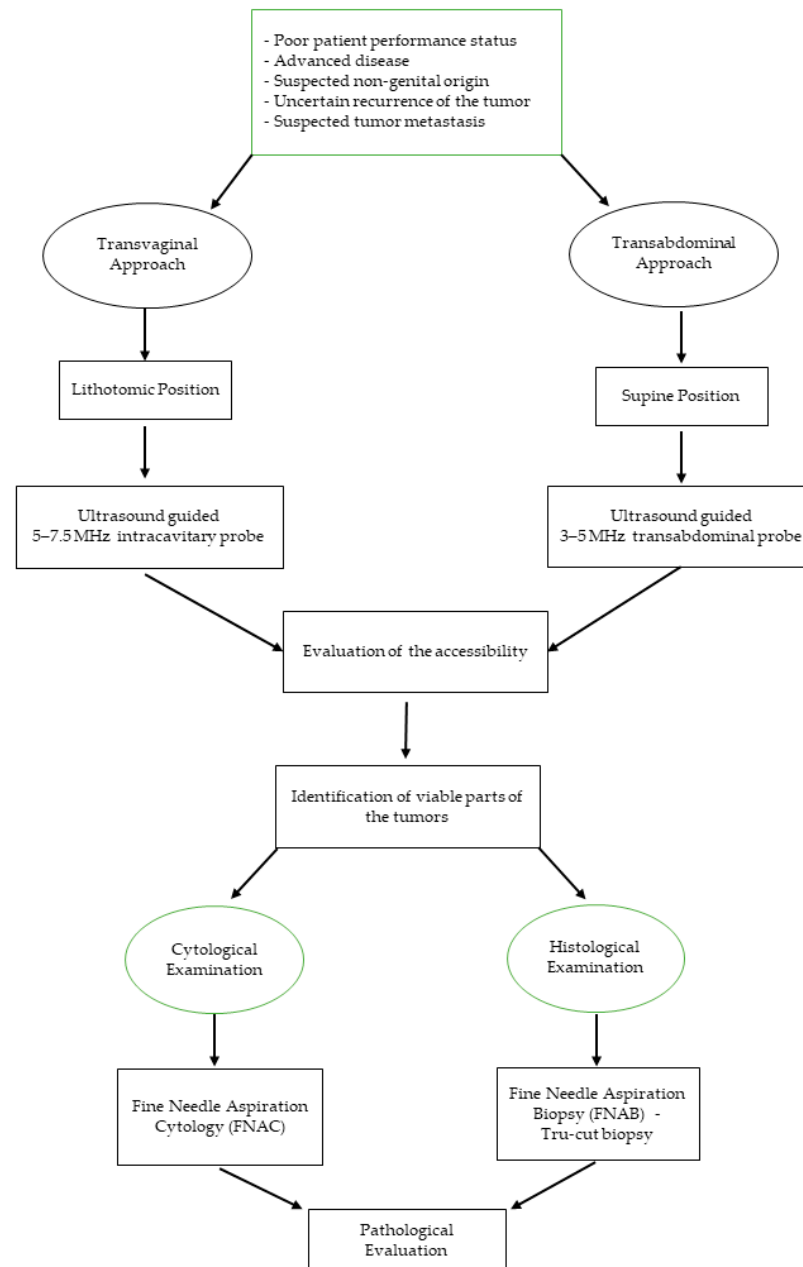 - Poor patient performance status
- Advanced disease
- Suspected non-genital origin
- Uncertain recurrence of the tumor
- Suspected tumor metastasis
Transvaginal
Approach
Transabdominal
Approach
Lithotomic Position
Supine Position
Ultrasound guided
5–7.5 MHz intracavitary probe
Ultrasound guided
3–5 MHz transabdominal probe
Evaluation of the accessibility
Identification of viable parts of
the tumors
Cytological
Examination
Histological
Examination
Fine Needle Aspiration
Cytology (FNAC)
Fine Needle Aspiration
Biopsy (FNAB) -
Tru-cut biopsy
Pathological
Evaluation